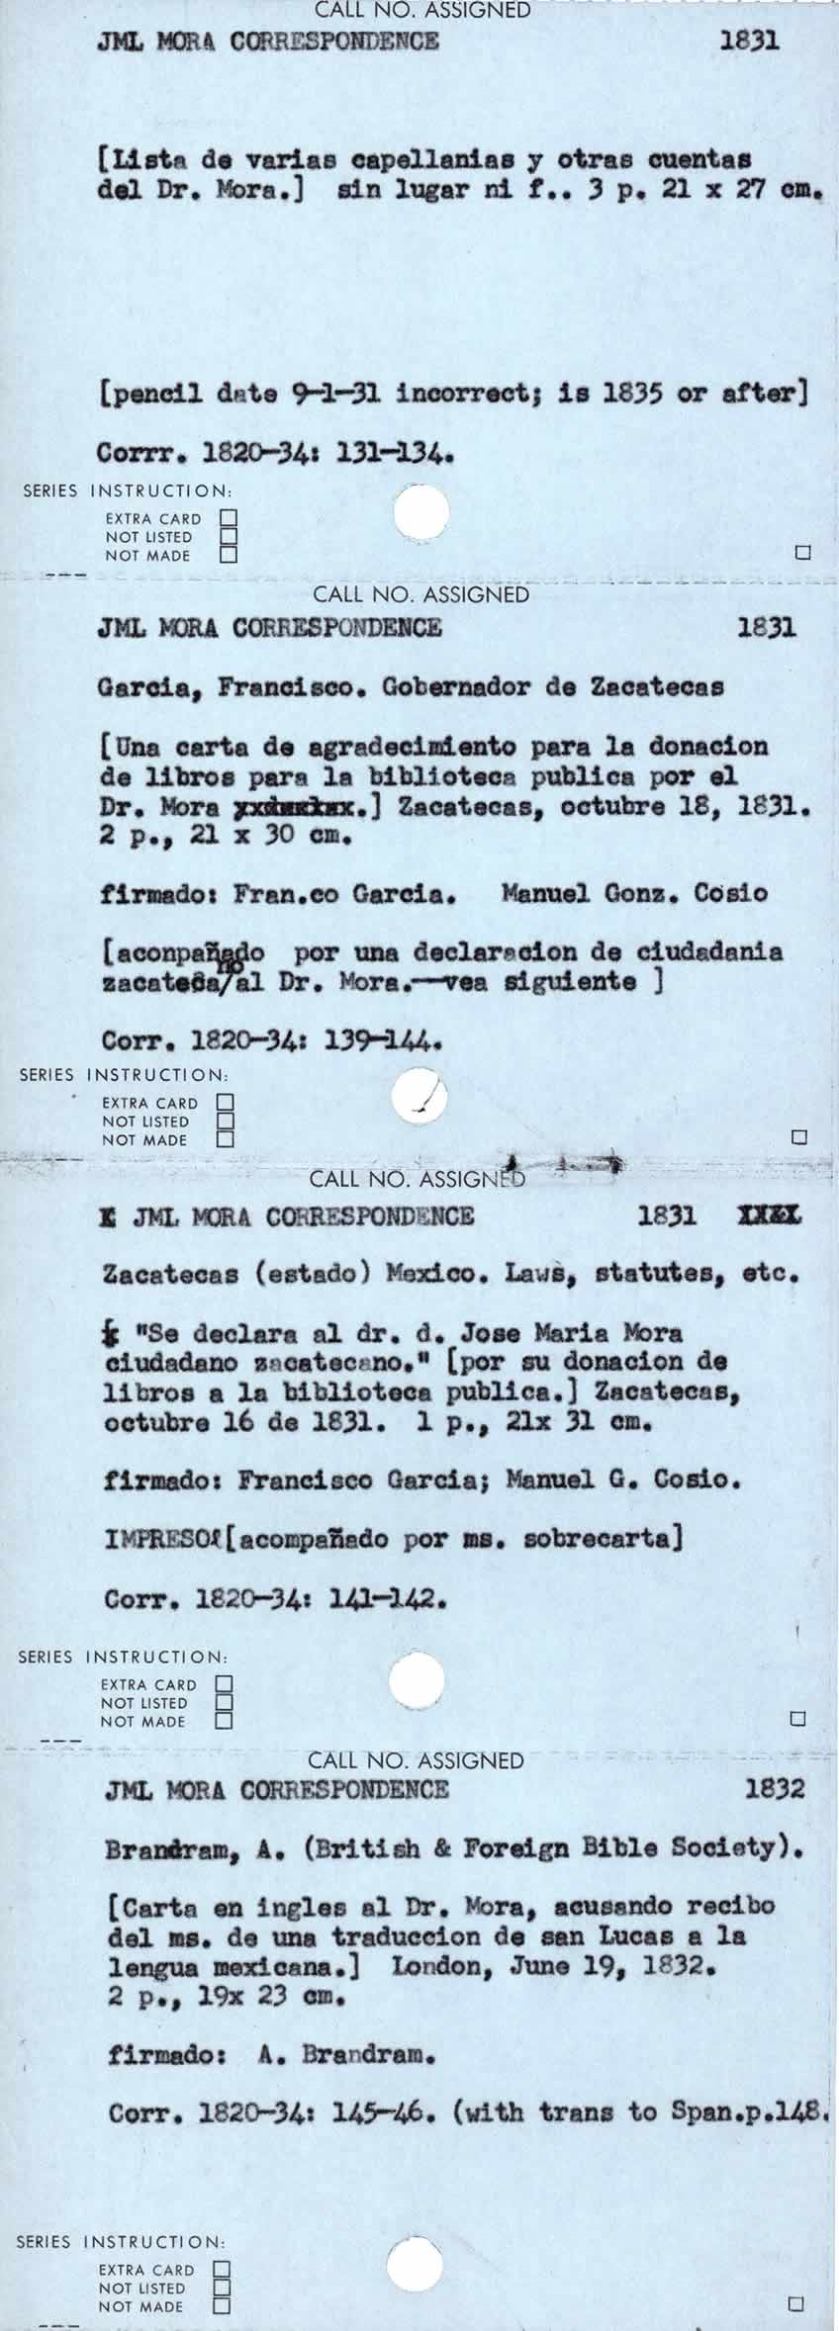 CALL NO. ASSIGNED
JML MORA CORRESPONDENCE 1831
[Lista de varias capellanias y otras cuentas
del Dr. Mora.] sin lugar ni f.. 3 p. 21 x 27 cm.
[pencil date 9-1-31 incorrect; is 1835 or after]
Corrr. 1820-34: 131-134.
SERIES INSTRUCTION:
EXTRA CARD
NOT LISTED
NOT MADE
CALL NO. ASSIGNED
JML MORA CORRESPONDENCE 1831
Garcia, Francisco. Gobernador de Zacatecas
[Una carta de agradecimiento para la donacion
de libros para la biblioteca publica por el
Dr. Mora .] Zacatecas, octubre 18, 1831.
2 p., 21 x 30 cm.
firmado: Fran.co Garcia. Manuel Gonz. Cosio
[aconpañado por una declaracion de ciudadania
zacateca/al Dr. Mora.--vea siguiente ]
Corr. 1820-34: 139-144.
SERIES INSTRUCTION:
EXTRA CARD
NOT LISTED
NOT MADE
CALL NO. ASSIGNED
JML MORA CORRESPONDENCE 1831
Zacatecas (estado) Mexico. Laws, statutes, etc.
"Se declara al dr. d. Jose Maria Mora
ciudadano zacatecano." [por su donacion de
libros a la biblioteca publica.] Zacatecas,
octubre 16 de 1831. 1 p., 21x 31 cm.
firmado: Francisco Garcia; Manuel G. Cosio.
IMPRESO [acompañado por ms. sobrecarta]
Corr. 1820-34: 141-142.
SERIES INSTRUCTION:
EXTRA CARD
NOT LISTED
NOT MADE
CALL NO. ASSIGNED
JML MORA CORRESPONDENCE 1832
Brandram, A. (British & Foreign Bible Society).
[Carta en ingles al Dr. Mora, acusando recibo
del ms. de una traduccion de san Lucas a la
lengua mexicana.] London, June 19, 1832.
2 p., 19x 23 cm.
firmado: A. Brandram.
Corr. 1820-34: 145-46. (with trans to Span.p.148.
SERIES INSTRUCTION:
EXTRA CARD
NOT LISTED
NOT MADE